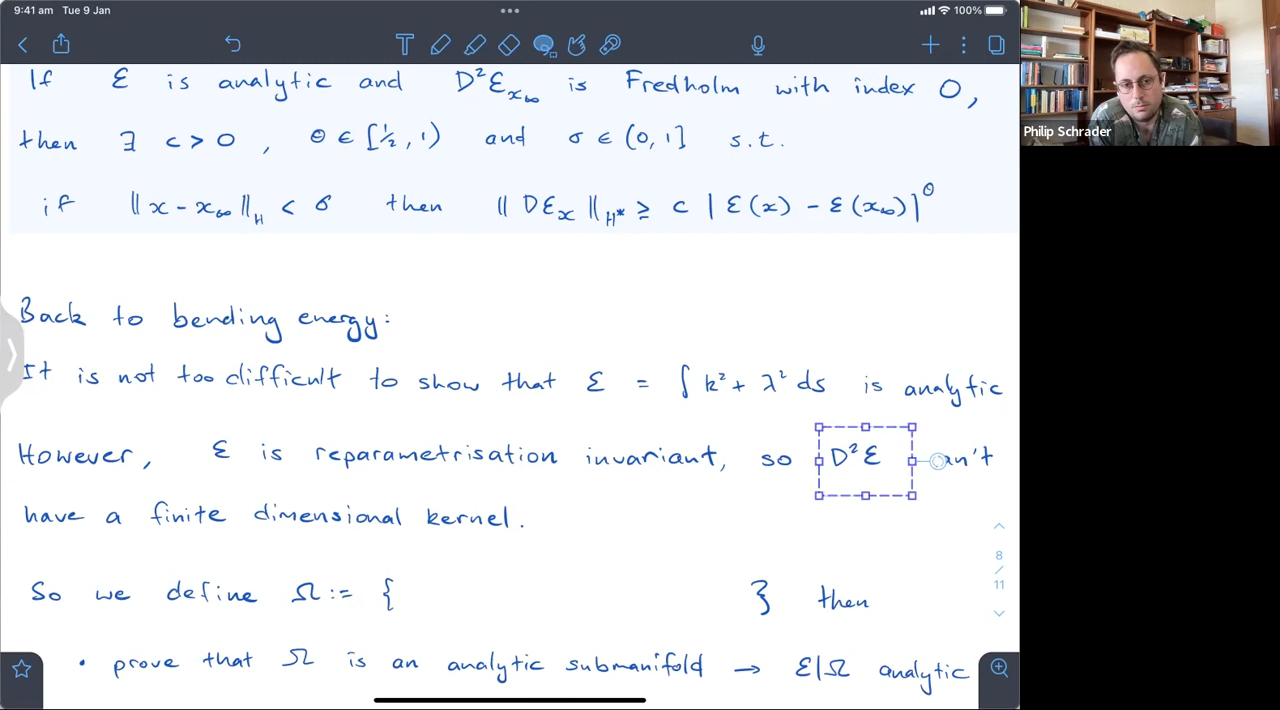 9:41 am Tue 9 Jan
100%
If ℰ is analytic and D²ℰ_{x∞} is Fredholm with index 0,
then ∃ c > 0, θ ∈ [½, 1) and σ ∈ (0, 1] s.t.
if ‖x - x∞‖_H < σ then ‖Dℰ_x‖_{H*} ≥ c |ℰ(x) - ℰ(x∞)|^θ
Philip Schrader
Back to bending energy:
It is not too difficult to show that ℰ = ∫ k² + λ² ds is analytic
However, ℰ is reparametrisation invariant, so D²ℰ can't
have a finite dimensional kernel.
8
/
11
So we define Ω := { } then
• prove that Ω is an analytic submanifold → ℰ|Ω analytic